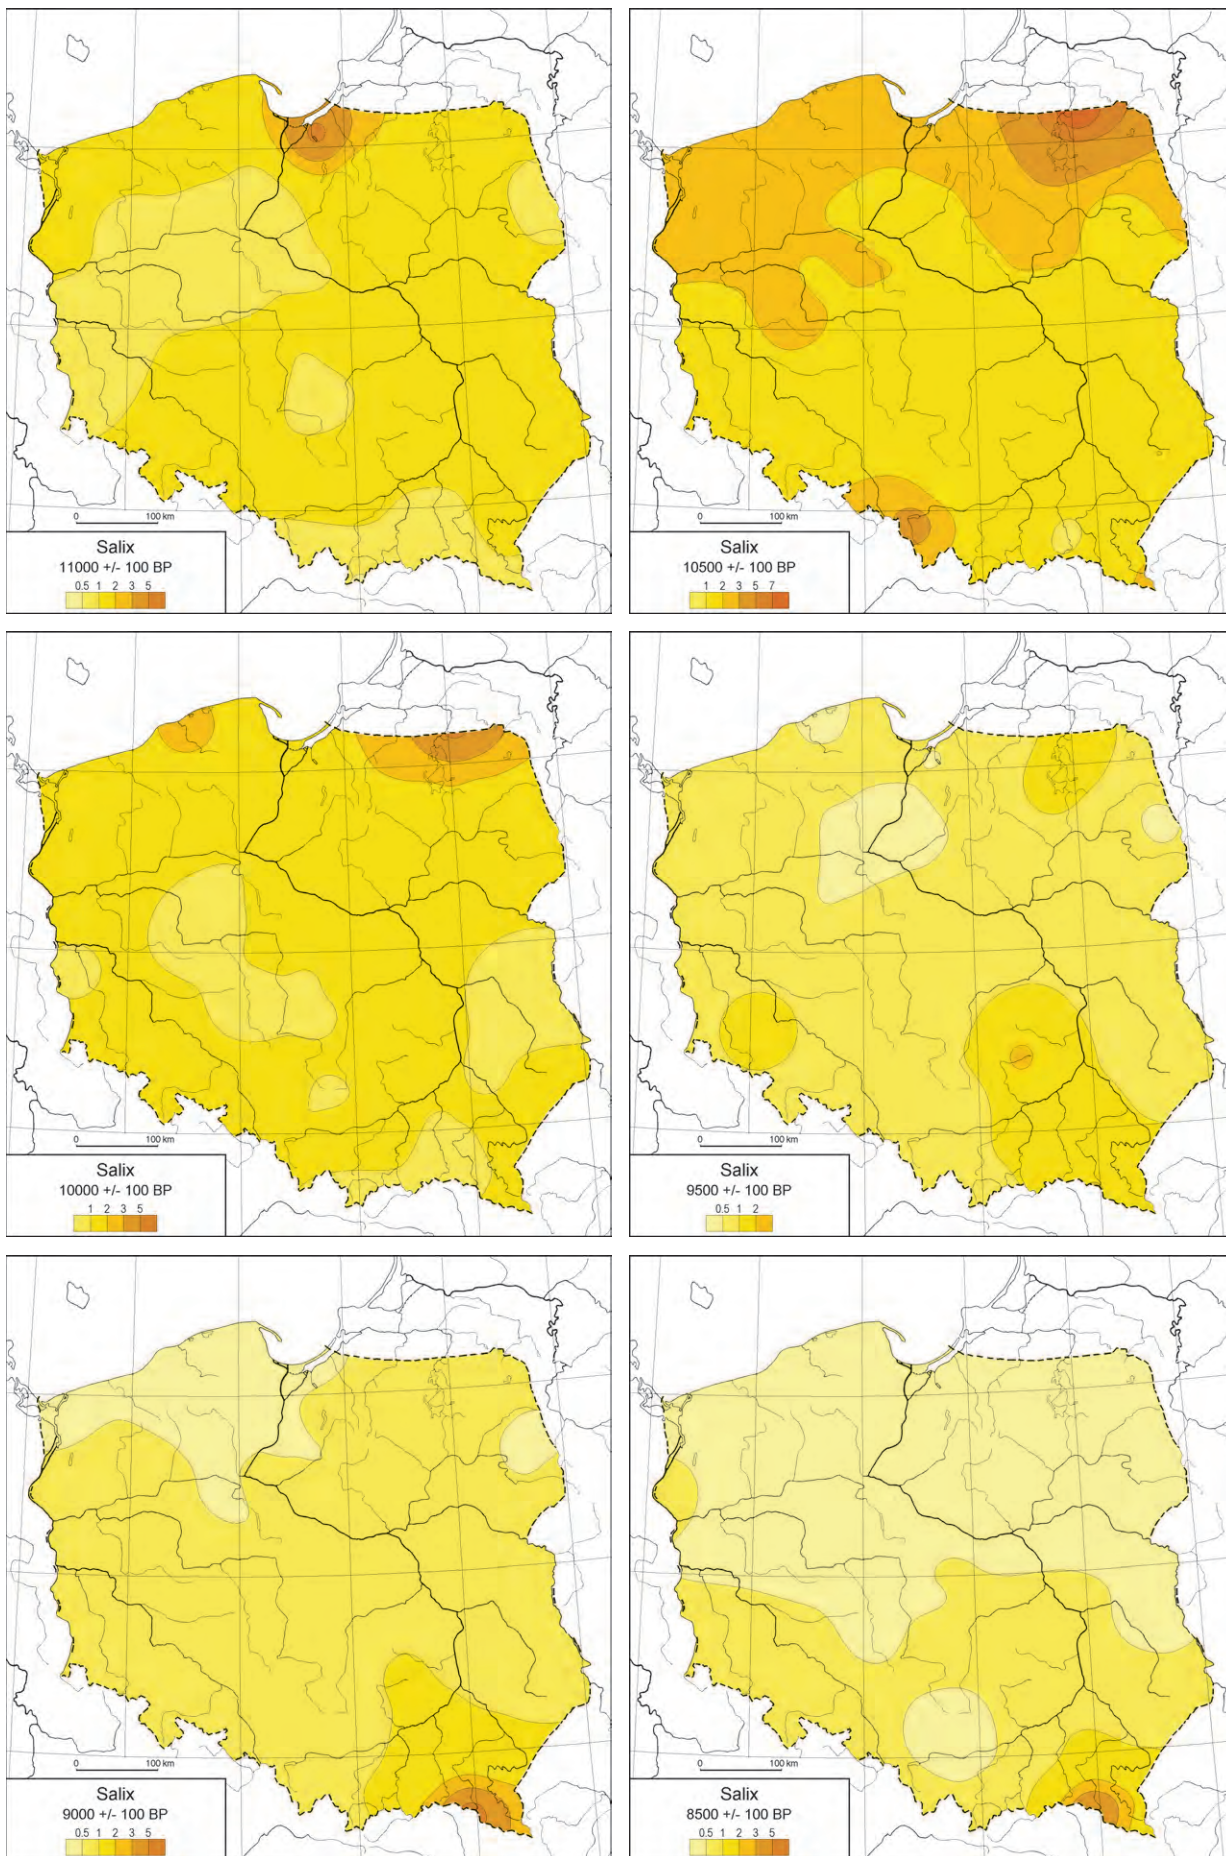 0 100 km
Salix
11000 +/- 100 BP
0.5 1 2 3 5
0 100 km
Salix
10500 +/- 100 BP
1 2 3 5 7
0 100 km
Salix
10000 +/- 100 BP
1 2 3 5
0 100 km
Salix
9500 +/- 100 BP
0.5 1 2
0 100 km
Salix
9000 +/- 100 BP
0.5 1 2 3 5
0 100 km
Salix
8500 +/- 100 BP
0.5 1 2 3 5